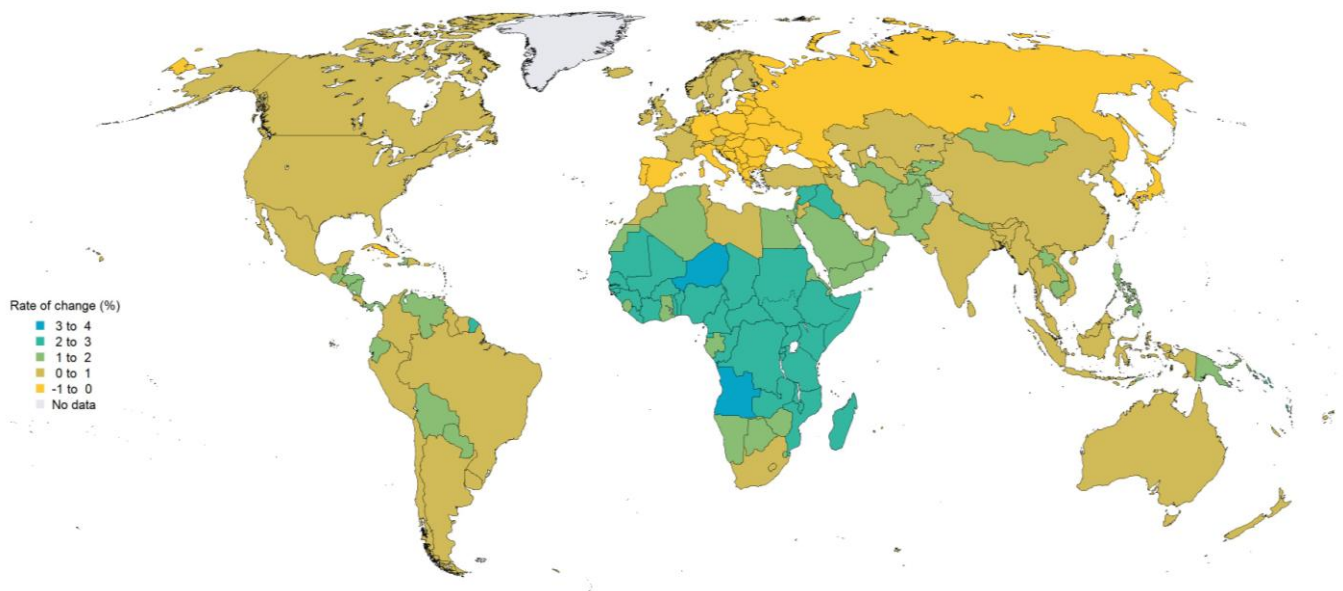 Rate of change (%)
3 to 4
2 to 3
1 to 2
0 to 1
-1 to 0
No data